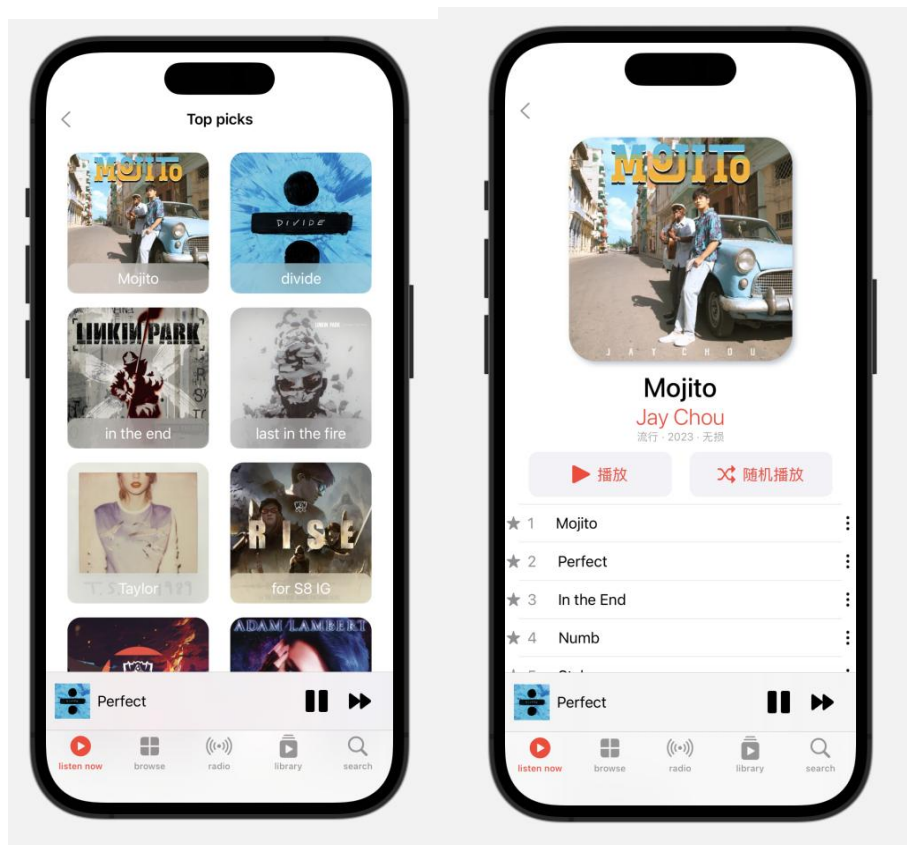 Top picks
MOJITO
Mojito
DIVIDE
divide
LINKIN PARK
in the end
LINKIN PARK
last in the fire
T.S. 1989
Taylor
RISE
for S8 IG
ADAM LAMBERT
Perfect
listen now
browse
radio
library
search
MOJITO
JAY CHOU
Mojito
Jay Chou
流行 · 2023 · 无损
播放
随机播放
1 Mojito
2 Perfect
3 In the End
4 Numb
Perfect
listen now
browse
radio
library
search